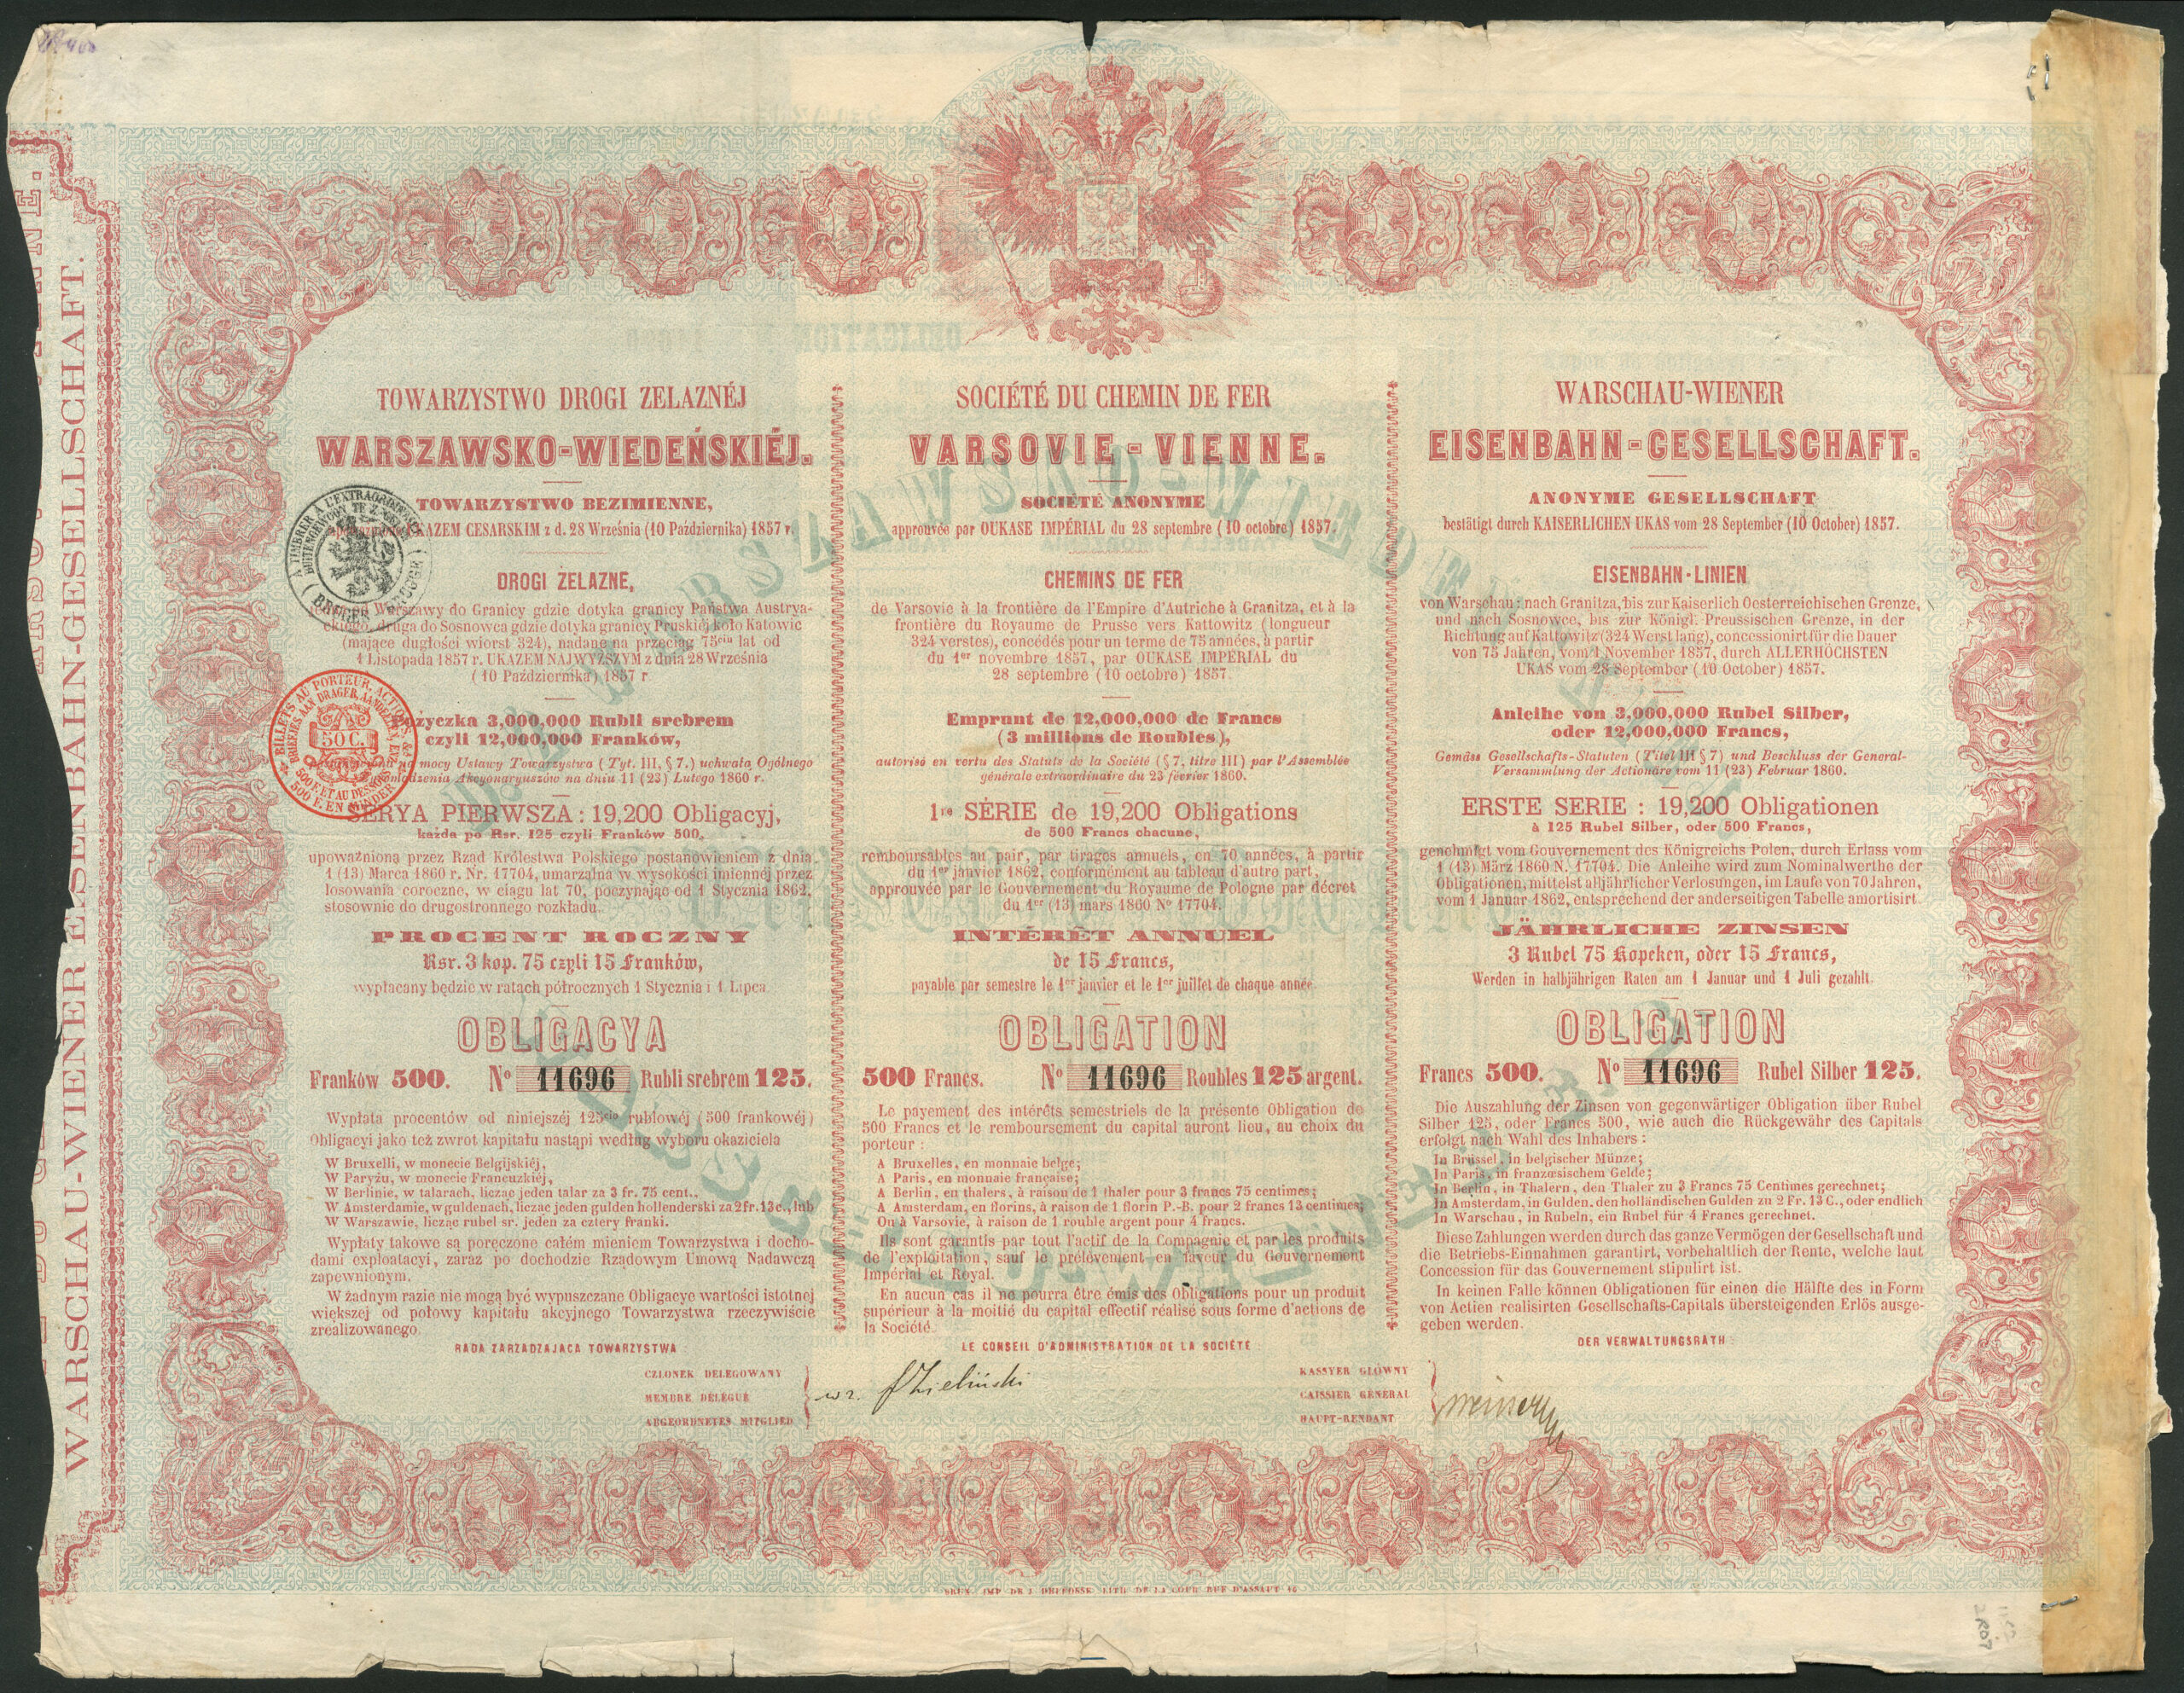 WARSCHAU-WIENER EISENBAHN-GESELLSCHAFT.
TOWARZYSTWO DROGI ZELAZNÉJ
WARSZAWSKO-WIEDEŃSKIÉJ.
TOWARZYSTWO BEZIMIENNE,
UKAZEM CESARSKIM z d. 28 Września (10 Października) 1857 r.
DROGI ŻELAZNE,
Warszawy do Granicy gdzie dotyka granicy Państwa Austrya-
druga do Sosnowca gdzie dotyka granicy Pruskiéj koło Katowic
(mające dugłości wiorst 324), nadane na przeciąg 75ciu lat od
1 Listopada 1857 r. UKAZEM NAJWYŻSZYM z dnia 28 Września
(10 Października) 1857 r
Pożyczka 3,000,000 Rubli srebrem
czyli 12,000,000 Franków,
mocy Ustawy Towarzystwa (Tyt. III, § 7.) uchwałą Ogólnego
Akcyonaryuszów na dniu 11 (23) Lutego 1860 r.
SERYA PIERWSZA : 19,200 Obligacyj,
każda po Rsr. 125 czyli Franków 500,
upoważniona przez Rząd Królestwa Polskiego postanowieniem z dnia
1 (13) Marca 1860 r. Nr. 17704, umarzalna w wysokości imiennéj przez
losowania coroczne, w ciągu lat 70, poczynając od 1 Stycznia 1862,
stosownie do drugostronnego rozkładu.
PROCENT ROCZNY
Rsr. 3 kop. 75 czyli 15 Franków,
wypłacany będzie w ratach półrocznych 1 Stycznia i 1 Lipca.
OBLIGACYA
Franków 500. No 11696 Rubli srebrem 125.
Wypłata procentów od niniejszéj 125cio rublowéj (500 frankowéj)
Obligacyi jako też zwrot kapitału nastąpi według wyboru okaziciela
W Bruxelli, w monecie Belgijskiéj,
W Paryżu, w monecie Francuzkiéj,
W Berlinie, w talarach, licząc jeden talar za 3 fr. 75 cent.,
W Amsterdamie, w guldenach, licząc jeden gulden hollenderski za 2 fr. 13 c., lub
W Warszawie, licząc rubel sr. jeden za cztéry franki.
Wypłaty takowe są poręczone całém mieniem Towarzystwa i docho-
dami exploatacyi, zaraz po dochodzie Rządowym Umową Nadawczą
zapewnionym.
W żadnym razie nie mogą być wypuszczane Obligacye wartości istotnej
większej od połowy kapitału akcyjnego Towarzystwa rzeczywiście
zrealizowanego.
RADA ZARZADZAJACA TOWARZYSTWA
SOCIÉTÉ DU CHEMIN DE FER
VARSOVIE - VIENNE.
SOCIÉTÉ ANONYME
approuvée par OUKASE IMPÉRIAL du 28 septembre (10 octobre) 1857.
CHEMINS DE FER
de Varsovie à la frontière de l'Empire d'Autriche à Granitza, et à la
frontière du Royaume de Prusse vers Kattowitz (longueur
324 verstes), concédés pour un terme de 75 années, à partir
du 1er novembre 1857, par OUKASE IMPÉRIAL du
28 septembre (10 octobre) 1857.
Emprunt de 12,000,000 de Francs
(3 millions de Roubles),
autorisé en vertu des Statuts de la Société (§ 7, titre III) par l'Assemblée
générale extraordinaire du 23 février 1860.
1re SÉRIE de 19,200 Obligations
de 500 Francs chacune,
remboursables au pair, par tirages annuels, en 70 années, à partir
du 1er janvier 1862, conformément au tableau d'autre part,
approuvée par le Gouvernement du Royaume de Pologne par décret
du 1er (13) mars 1860 No 17704.
INTÉRÊT ANNUEL
de 15 Francs,
payable par semestre le 1er janvier et le 1er juillet de chaque année.
OBLIGATION
500 Francs. No 11696 Roubles 125 argent.
Le payement des intérêts semestriels de la présente Obligation de
500 Francs et le remboursement du capital auront lieu, au choix du
porteur :
A Bruxelles, en monnaie belge;
A Paris, en monnaie française;
A Berlin, en thalers, à raison de 1 thaler pour 3 francs 75 centimes;
A Amsterdam, en florins, à raison de 1 florin P.-B. pour 2 francs 13 centimes;
Ou à Varsovie, à raison de 1 rouble argent pour 4 francs.
Ils sont garantis par tout l'actif de la Compagnie et par les produits
de l'exploitation, sauf le prélèvement en faveur du Gouvernement
Impérial et Royal.
En aucun cas il ne pourra être émis des Obligations pour un produit
supérieur à la moitié du capital effectif réalisé sous forme d'actions de
la Société.
LE CONSEIL D'ADMINISTRATION DE LA SOCIÉTÉ
WARSCHAU-WIENER
EISENBAHN-GESELLSCHAFT.
ANONYME GESELLSCHAFT
bestätigt durch KAISERLICHEN UKAS vom 28 September (10 October) 1857.
EISENBAHN-LINIEN
von Warschau : nach Granitza, bis zur Kaiserlich Oesterreichischen Grenze,
und nach Sosnowce, bis zur Königl. Preussischen Grenze, in der
Richtung auf Kattowitz (324 Werst lang), concessionirt für die Dauer
von 75 Jahren, vom 1 November 1857, durch ALLERHÖCHSTEN
UKAS vom 28 September (10 October) 1857.
Anleihe von 3,000,000 Rubel Silber,
oder 12,000,000 Francs,
Gemäss Gesellschafts-Statuten (Titel III § 7) und Beschluss der General-
Versammlung der Actionäre vom 11 (23) Februar 1860.
ERSTE SERIE : 19,200 Obligationen
à 125 Rubel Silber, oder 500 Francs,
genehmigt vom Gouvernement des Königreichs Polen, durch Erlass vom
1 (13) März 1860 N. 17704. Die Anleihe wird zum Nominalwerthe der
Obligationen, mittelst alljährlicher Verlosungen, im Laufe von 70 Jahren,
vom 1 Januar 1862, entsprechend der anderseitigen Tabelle amortisirt.
JÄHRLICHE ZINSEN
3 Rubel 75 Kopeken, oder 15 Francs,
Werden in halbjährigen Raten am 1 Januar und 1 Juli gezahlt.
OBLIGATION
Francs 500. No 11696 Rubel Silber 125.
Die Auszahlung der Zinsen von gegenwärtiger Obligation über Rubel
Silber 125, oder Francs 500, wie auch die Rückgewähr des Capitals
erfolgt nach Wahl des Inhabers :
In Brüssel, in belgischer Münze;
In Paris, in franzœsischem Gelde;
In Berlin, in Thalern, den Thaler zu 3 Francs 75 Centimes gerechnet;
In Amsterdam, in Gulden, den holländischen Gulden zu 2 Fr. 13 C., oder endlich
In Warschau, in Rubeln, ein Rubel für 4 Francs gerechnet.
Diese Zahlungen werden durch das ganze Vermögen der Gesellschaft und
die Betriebs-Einnahmen garantirt, vorbehaltlich der Rente, welche laut
Concession für das Gouvernement stipulirt ist.
In keinen Falle können Obligationen für einen die Hälfte des in Form
von Actien realisirten Gesellschafts-Capitals übersteigenden Erlös ausge-
geben werden.
DER VERWALTUNGSRATH
CZLONEK DELEGOWANY
MEMBRE DÉLÉGUÉ
ABGEORDNETES MITGLIED
KASSYER GLOWNY
CAISSIER GÉNÉRAL
HAUPT-RENDANT
BRUX. IMP. DE J. DHEFOSSE LITH. DE LA COUR RUE D'ASSAUT 16
A TIMBRER A L'EXTRAORDINAIRE
BRUGGE BRUGES
BILLETS AU PORTEUR, ACTIONS, &a
BRIEFJES AAN DRAGER, AANDEELEN, EN
50 C.
500 F. ET AU DESSOUS
500 F. EN MINDER